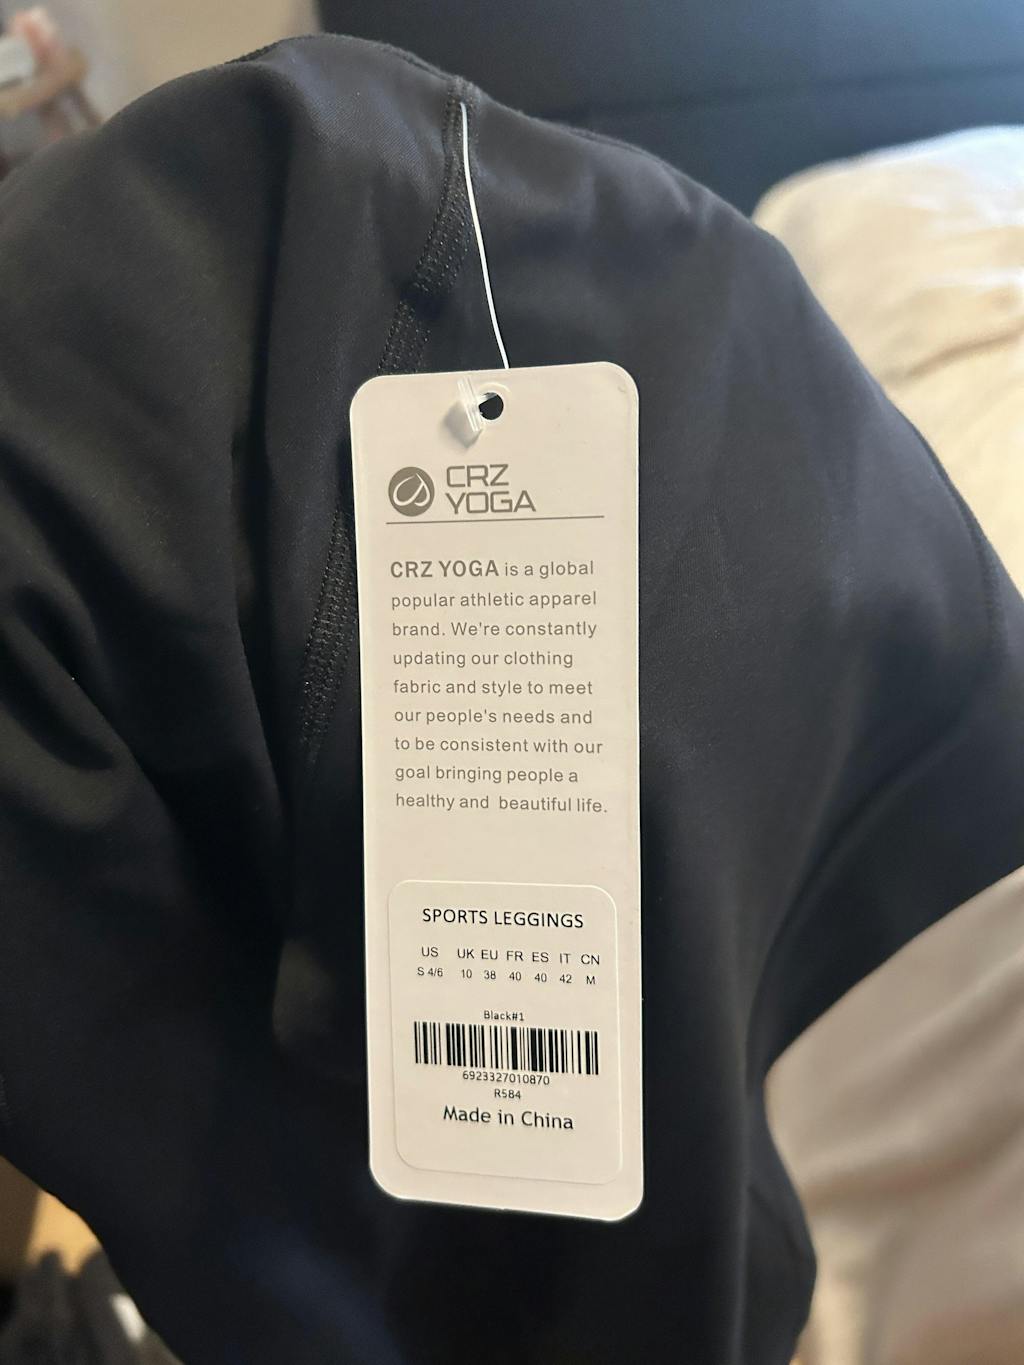 CRZ
YOGA
CRZ YOGA is a global
popular athletic apparel
brand. We're constantly
updating our clothing
fabric and style to meet
our people's needs and
to be consistent with our
goal bringing people a
healthy and beautiful life.
SPORTS LEGGINGS
US UK EU FR ES IT CN
S 4/6 10 38 40 40 42 M
Black#1
6923327010870
R584
Made in China